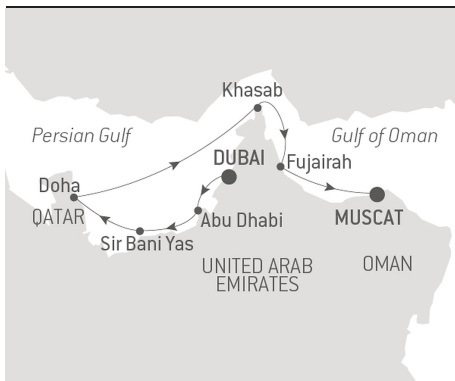 Khasab
Persian Gulf
Gulf of Oman
DUBAI
Fujairah
Doha
QATAR
Abu Dhabi
MUSCAT
Sir Bani Yas
UNITED ARAB
EMIRATES
OMAN